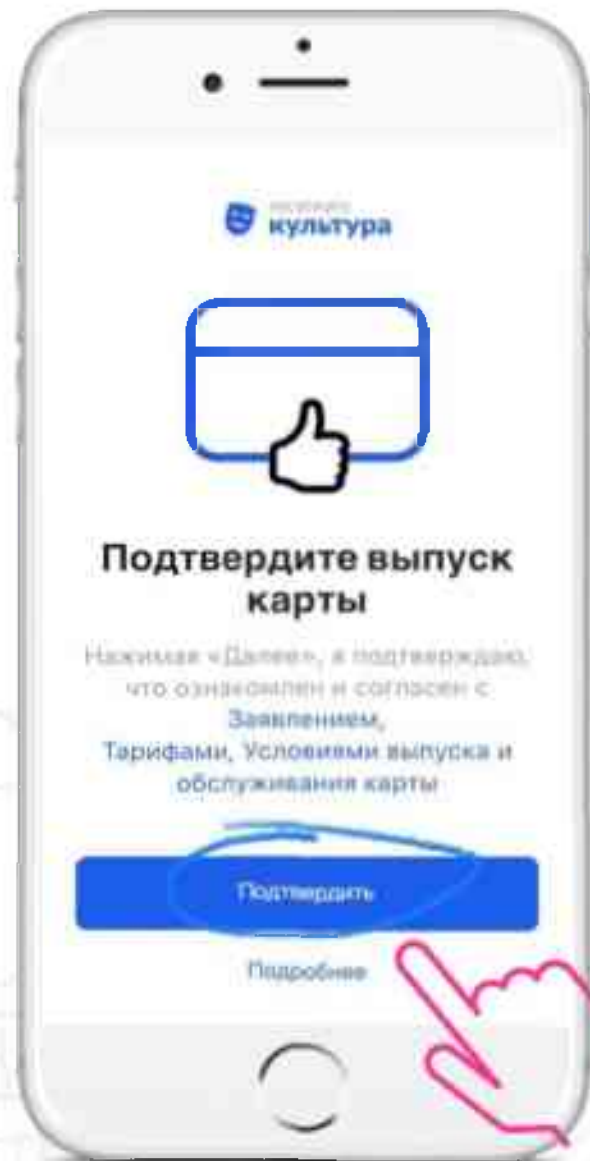 культура
Подтвердите выпуск
карты
Нажимая «Далее», я подтверждаю,
что ознакомлен и согласен с
Заявлением,
Тарифами, Условиями выпуска и
обслуживания карты
Подтвердить
Подробнее